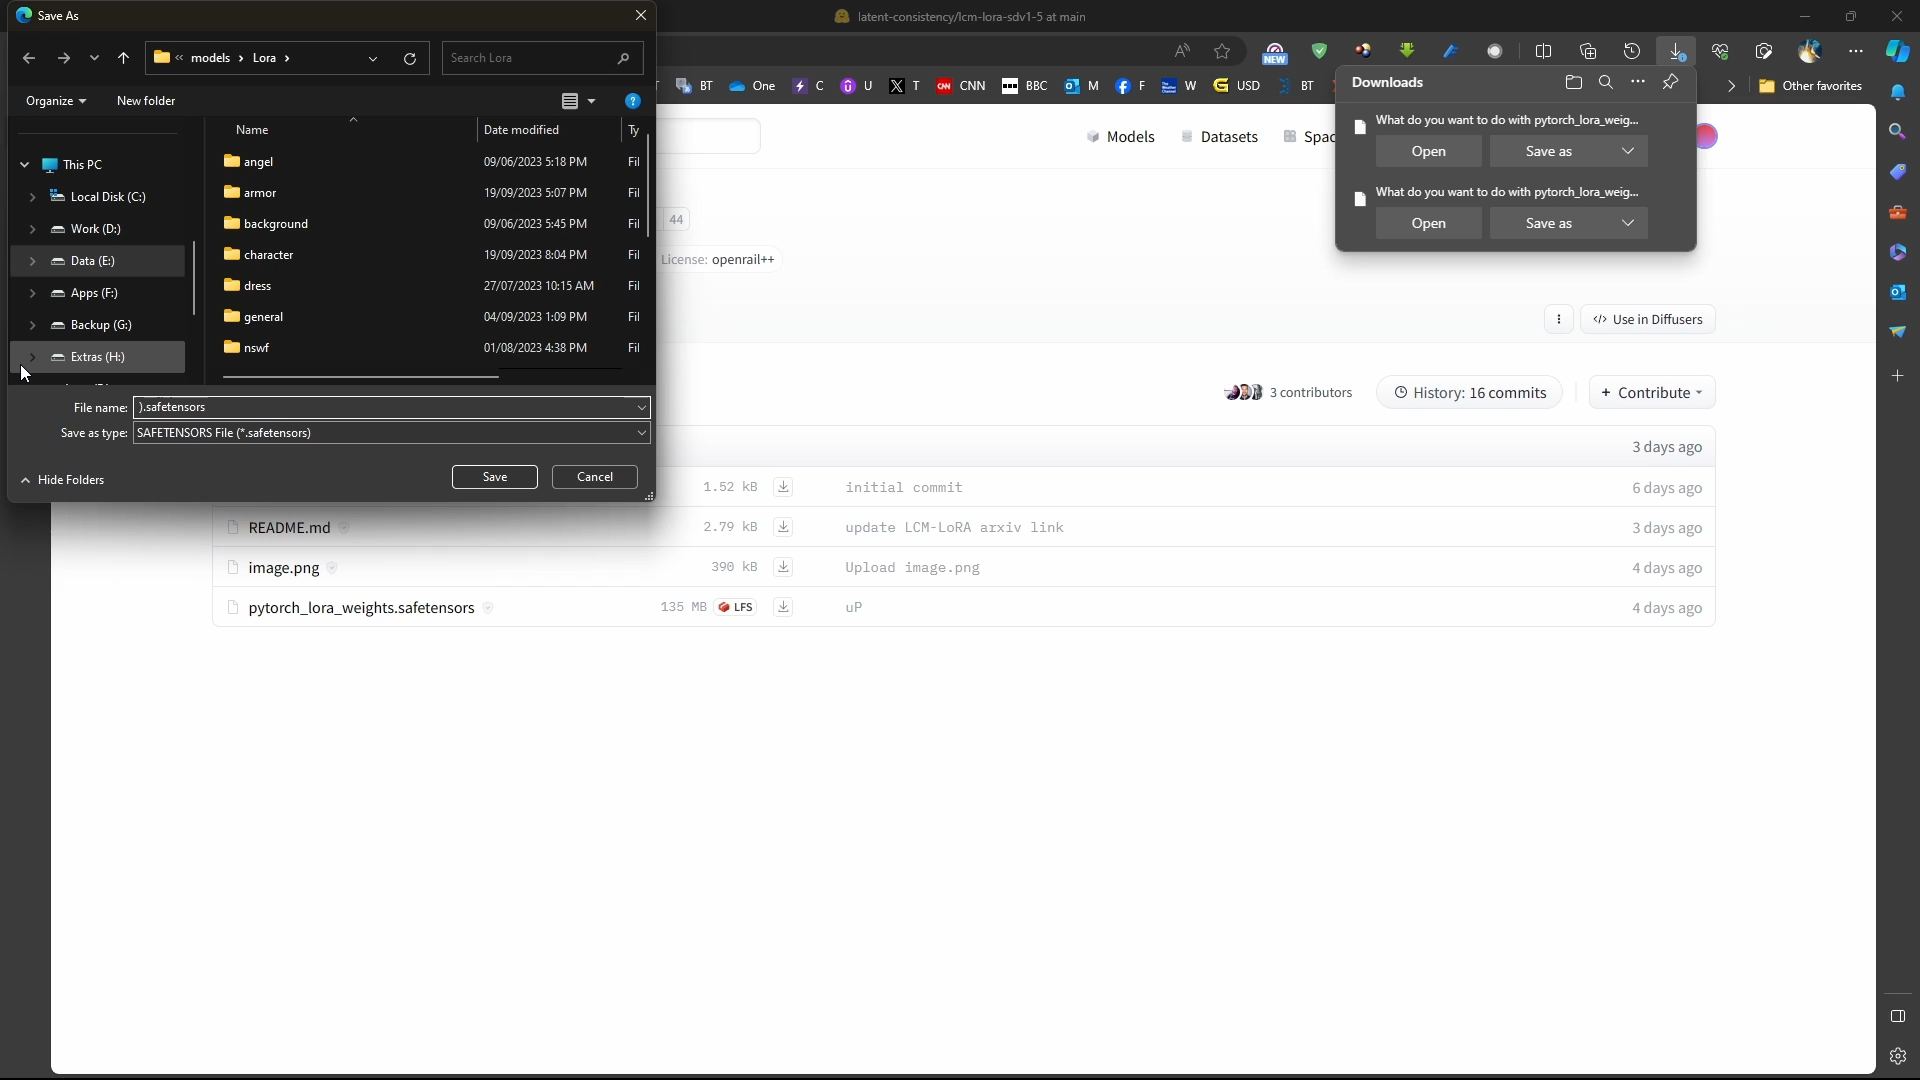 Save As
latent-consistency/lcm-lora-sdv1-5 at main
models > Lora >
Search Lora
NEW
Organize
New folder
BT
One
C
U
T
CNN
BBC
M
F
W
USD
BT
Other favorites
Downloads
What do you want to do with pytorch_lora_weig...
Open
Save as
What do you want to do with pytorch_lora_weig...
Open
Save as
Name
Date modified
Ty
This PC
Local Disk (C:)
Work (D:)
Data (E:)
Apps (F:)
Backup (G:)
Extras (H:)
angel 09/06/2023 5:18 PM Fil
armor 19/09/2023 5:07 PM Fil
background 09/06/2023 5:45 PM Fil
character 19/09/2023 8:04 PM Fil
dress 27/07/2023 10:15 AM Fil
general 04/09/2023 1:09 PM Fil
nswf 01/08/2023 4:38 PM Fil
File name: ).safetensors
Save as type: SAFETENSORS File (*.safetensors)
Hide Folders
Save
Cancel
Models
Datasets
Spac
44
License: openrail++
</> Use in Diffusers
3 contributors
History: 16 commits
+ Contribute
3 days ago
1.52 kB initial commit 6 days ago
README.md 2.79 kB update LCM-LoRA arxiv link 3 days ago
image.png 390 kB Upload image.png 4 days ago
pytorch_lora_weights.safetensors 135 MB LFS uP 4 days ago